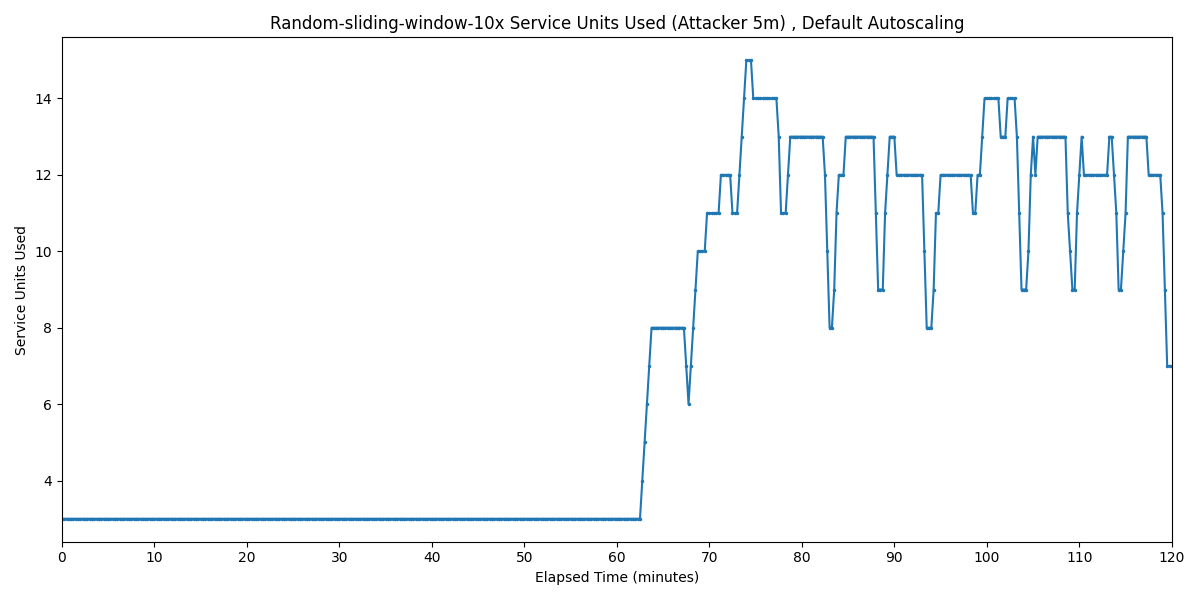 Random-sliding-window-10x Service Units Used (Attacker 5m) , Default Autoscaling
Service Units Used
14
12
10
8
6
4
0 10 20 30 40 50 60 70 80 90 100 110 120
Elapsed Time (minutes)